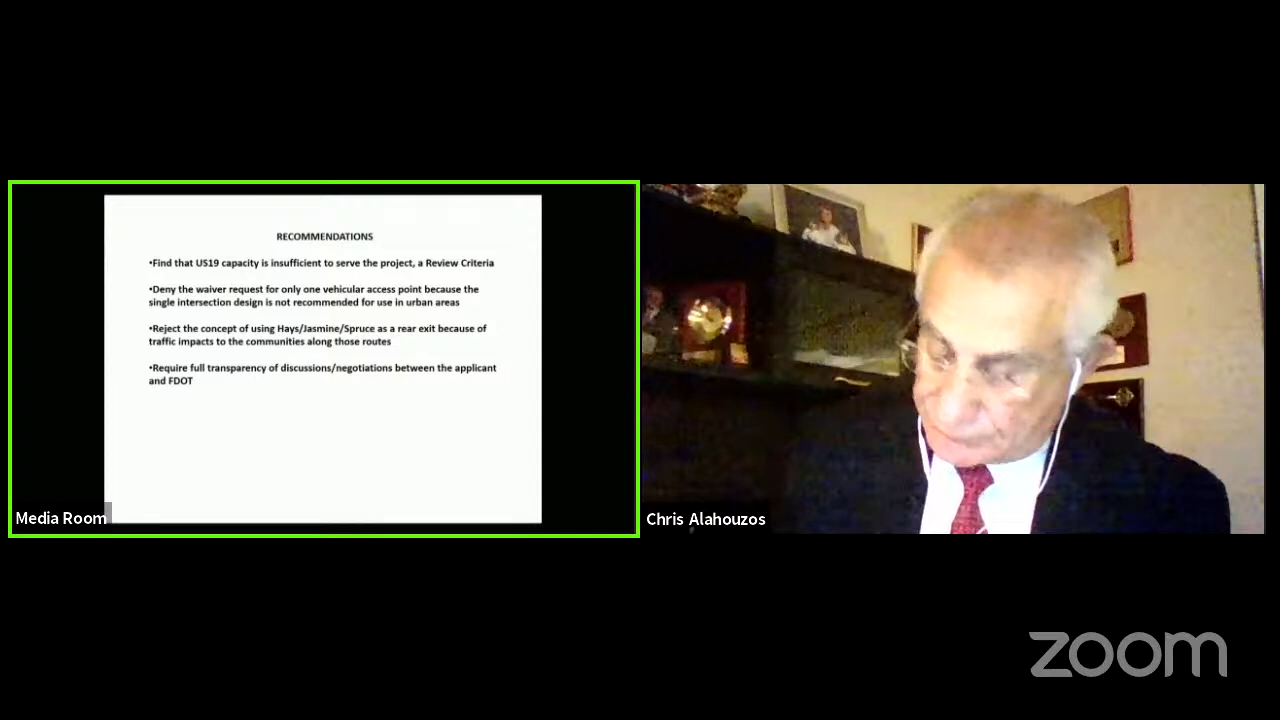 RECOMMENDATIONS
•Find that US19 capacity is insufficient to serve the project, a Review Criteria
•Deny the waiver request for only one vehicular access point because the
single intersection design is not recommended for use in urban areas
•Reject the concept of using Hays/Jasmine/Spruce as a rear exit because of
traffic impacts to the communities along those routes
•Require full transparency of discussions/negotiations between the applicant
and FDOT
Media Room
Chris Alahouzos
zoom